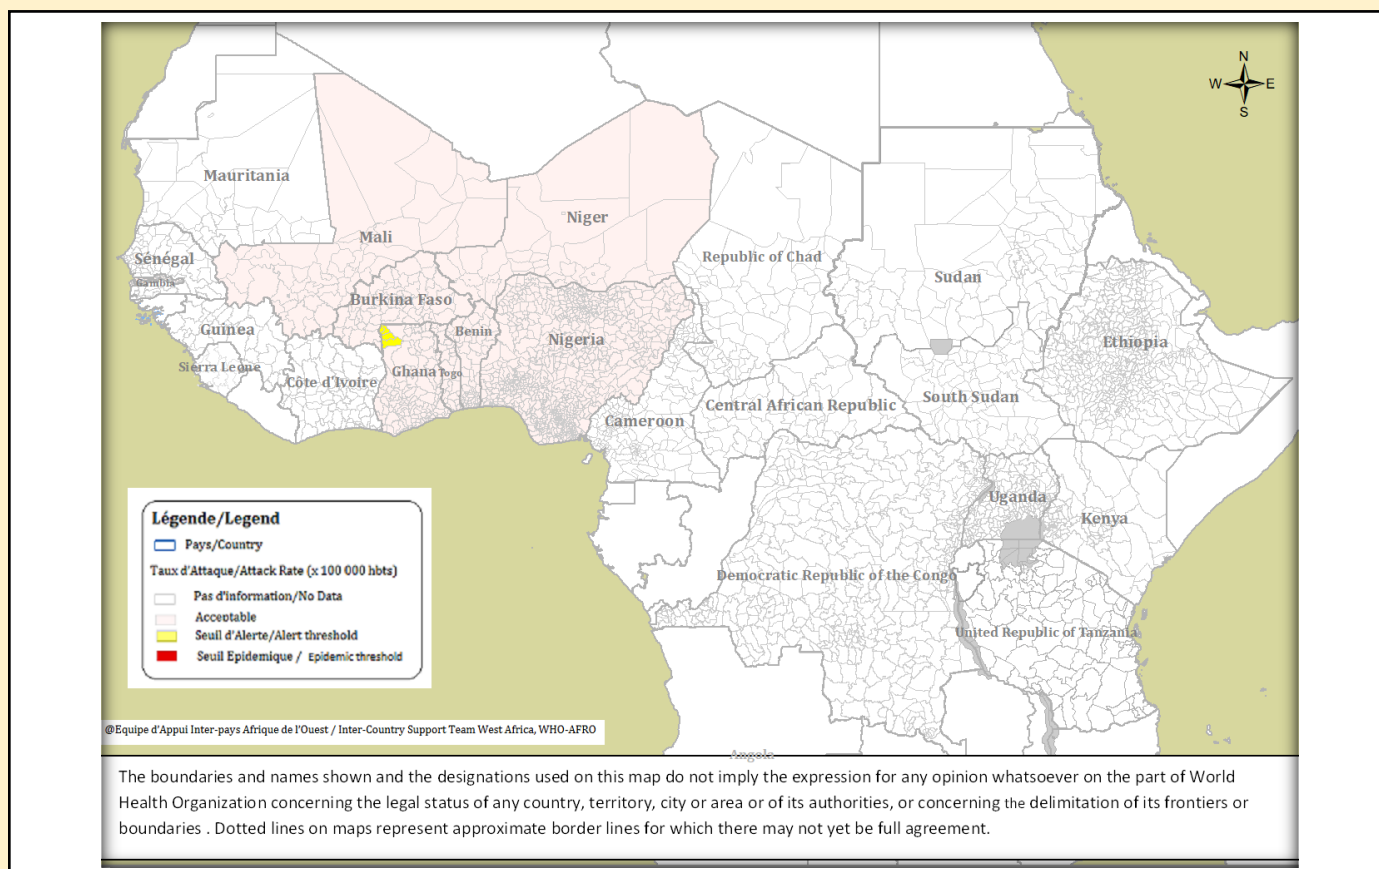 N
W E
S
Mauritania
Niger
Mali
Sénégal
Republic of Chad
Sudan
Gambia
Burkina Faso
Guinea
Benin
Nigeria
Ethiopia
Siérra Leone
Côte d'Ivoire
Ghana
Togo
South Sudan
Central African Republic
Cameroon
Uganda
Kenya
Democratic Republic of the Congo
United Republic of Tanzania
Angola
Légende/Legend
Pays/Country
Taux d'Attaque/Attack Rate (x 100 000 hbts)
Pas d'information/No Data
Acceptable
Seuil d'Alerte/Alert threshold
Seuil Epidemique / Epidemic threshold
@Equipe d'Appui Inter-pays Afrique de l'Ouest / Inter-Country Support Team West Africa, WHO-AFRO
The boundaries and names shown and the designations used on this map do not imply the expression for any opinion whatsoever on the part of World
Health Organization concerning the legal status of any country, territory, city or area or of its authorities, or concerning the delimitation of its frontiers or
boundaries . Dotted lines on maps represent approximate border lines for which there may not yet be full agreement.